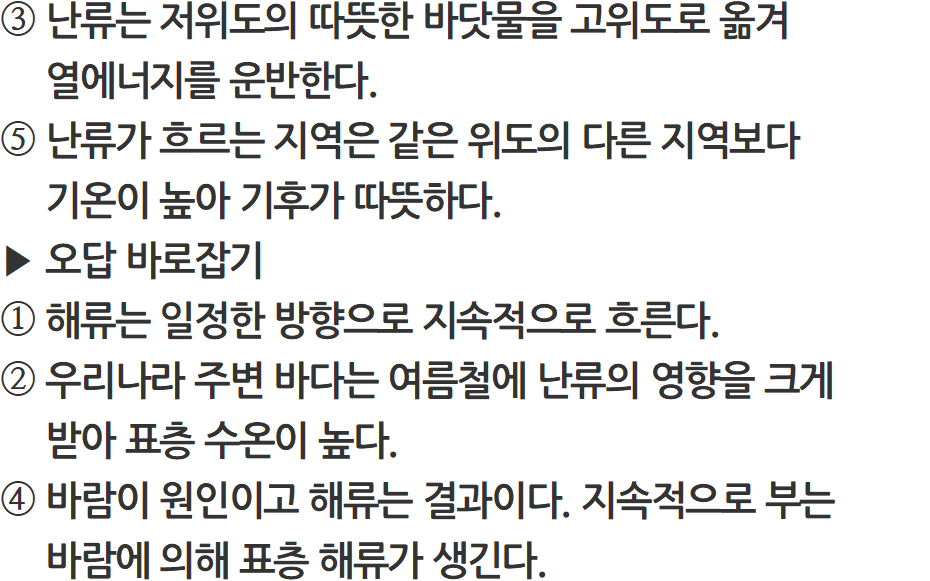 ③ 난류는 저위도의 따뜻한 바닷물을 고위도로 옮겨
열에너지를 운반한다.
⑤ 난류가 흐르는 지역은 같은 위도의 다른 지역보다
기온이 높아 기후가 따뜻하다.
▶ 오답 바로잡기
① 해류는 일정한 방향으로 지속적으로 흐른다.
② 우리나라 주변 바다는 여름철에 난류의 영향을 크게
받아 표층 수온이 높다.
④ 바람이 원인이고 해류는 결과이다. 지속적으로 부는
바람에 의해 표층 해류가 생긴다.